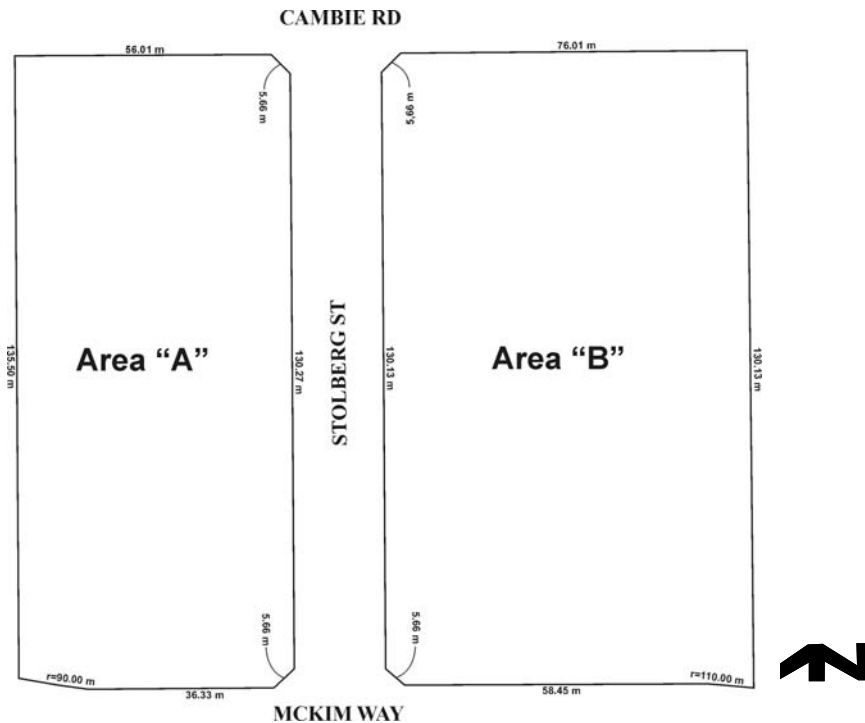 CAMBIE RD
56.01 m
76.01 m
5.66 m
5.66 m
135.50 m
Area “A”
130.27 m
STOLBERG ST
130.13 m
Area “B”
130.13 m
5.66 m
5.66 m
r=90.00 m
36.33 m
58.45 m
r=110.00 m
MCKIM WAY
N